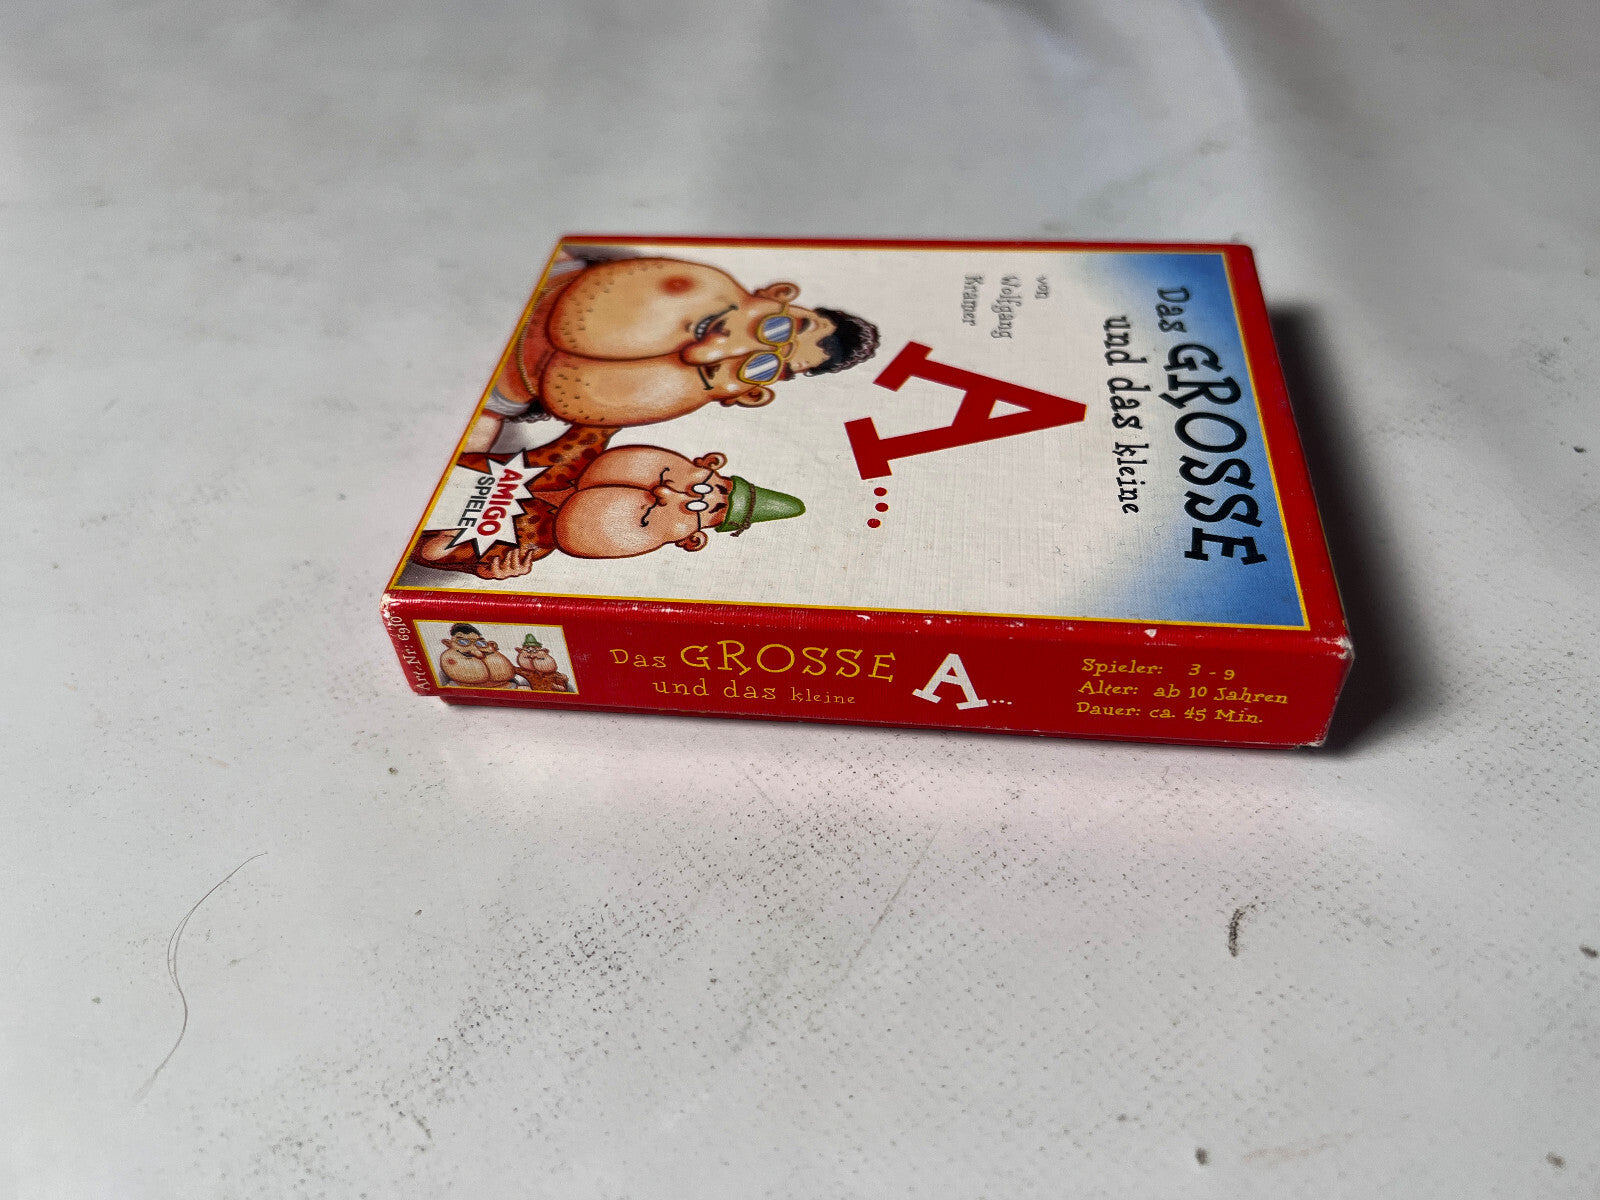 Das GROSSE
und das kleine
A...
von
Wolfgang
Kramer
AMIGO
SPIELE
Art.-Nr.: 6910
Das GROSSE
und das kleine
A...
Spieler: 3 - 9
Alter: ab 10 Jahren
Dauer: ca. 45 Min.